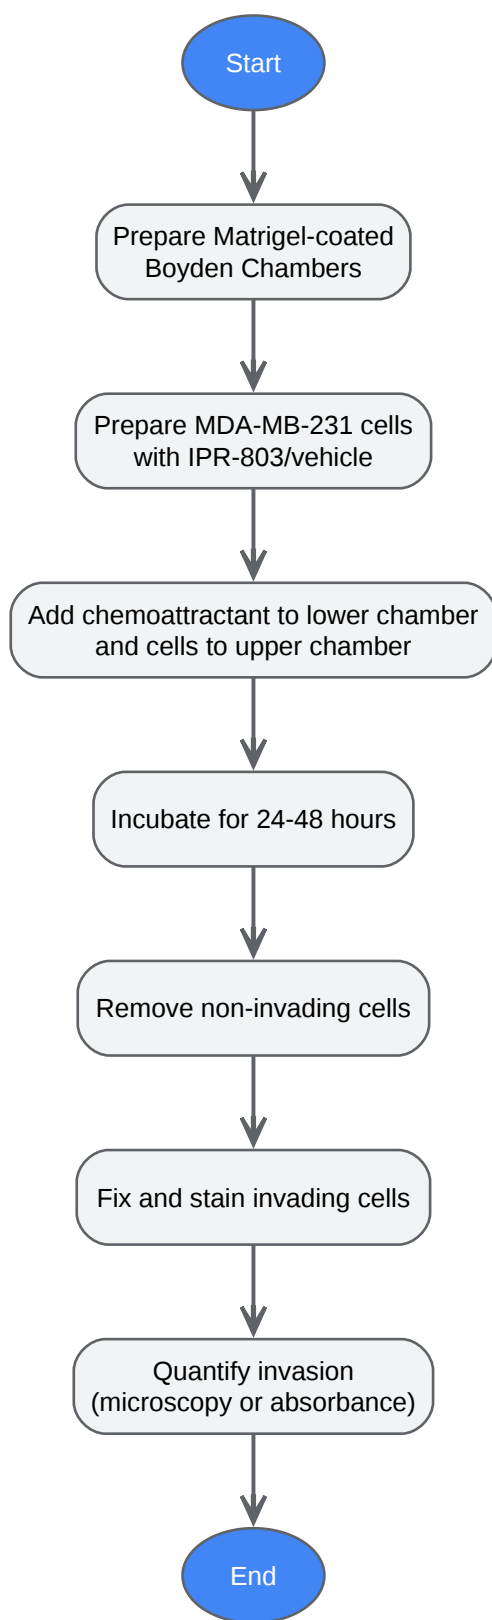 Start
Prepare Matrigel-coated
Boyden Chambers
Prepare MDA-MB-231 cells
with IPR-803/vehicle
Add chemoattractant to lower chamber
and cells to upper chamber
Incubate for 24-48 hours
Remove non-invading cells
Fix and stain invading cells
Quantify invasion
(microscopy or absorbance)
End